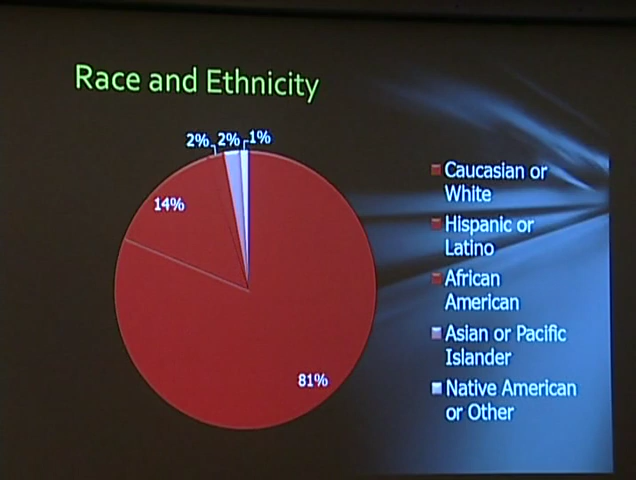 Race and Ethnicity
2% 2% 1%
14%
81%
Caucasian or
White
Hispanic or
Latino
African
American
Asian or Pacific
Islander
Native American
or Other